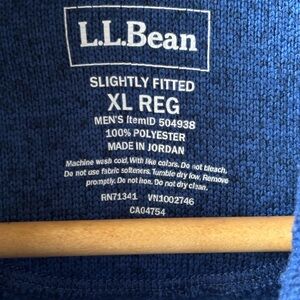 L.L.Bean
SLIGHTLY FITTED
XL REG
MEN'S ItemID 504938
100% POLYESTER
MADE IN JORDAN
Machine wash cold, With like colors. Do not bleach.
Do not use fabric softeners. Tumble dry low. Remove
promptly. Do not iron. Do not dry clean.
RN71341 VN1002746
CA04754